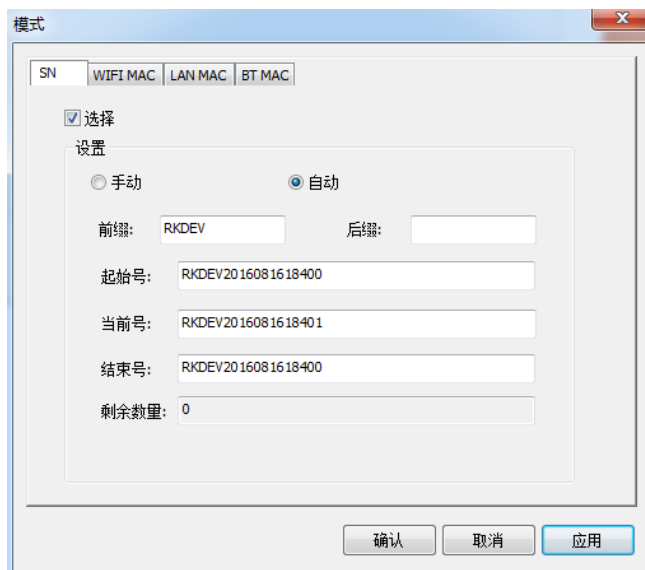 模式
SN WIFI MAC LAN MAC BT MAC
选择
设置
手动 自动
前缀: RKDEV 后缀:
起始号: RKDEV2016081618400
当前号: RKDEV2016081618401
结束号: RKDEV2016081618400
剩余数量: 0
确认 取消 应用